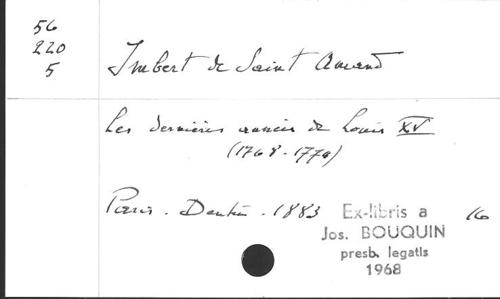 56
220
5
Imbert de Saint Amand
Les dernières années de Louis XV
(1768-1770)
Paris. Dentu. 1883
16
Ex-libris a
Jos. BOUQUIN
presb. legatis
1968